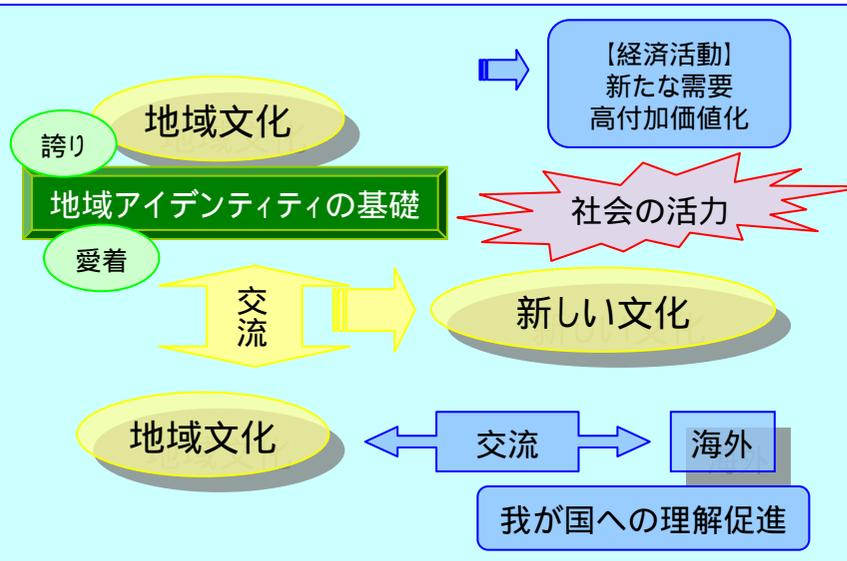 【経済活動】
新たな需要
高付加価値化
地域文化
誇り
地域アイデンティティの基礎
社会の活力
愛着
交流
新しい文化
地域文化
交流
海外
我が国への理解促進